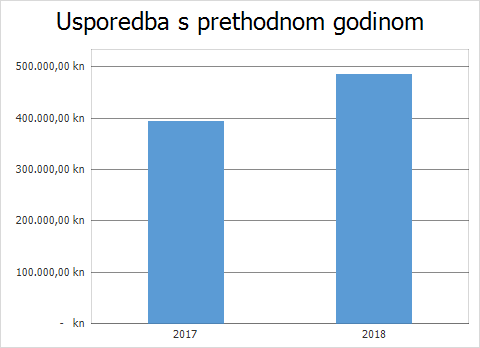 Usporedba s prethodnom godinom
500.000,00 kn
400.000,00 kn
300.000,00 kn
200.000,00 kn
100.000,00 kn
- kn
2017
2018